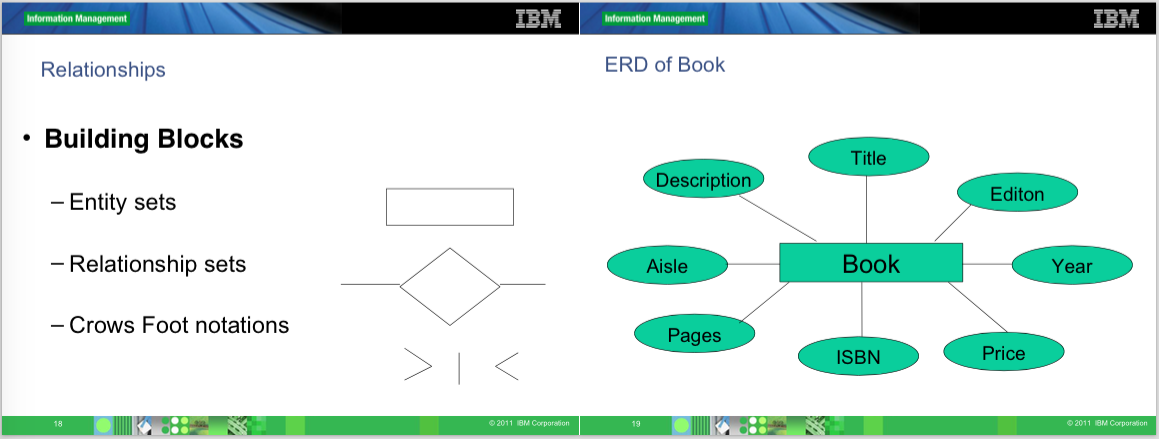 Information Management
IBM
Relationships
• Building Blocks
– Entity sets
– Relationship sets
– Crows Foot notations
18
© 2011 IBM Corporation
Information Management
IBM
ERD of Book
Title
Description
Editon
Aisle
Book
Year
Pages
ISBN
Price
19
© 2011 IBM Corporation